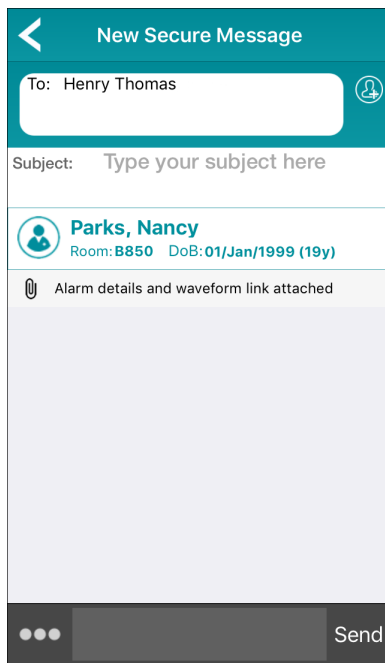 New Secure Message
To: Henry Thomas
Subject: Type your subject here
Parks, Nancy
Room: B850 DoB: 01/Jan/1999 (19y)
Alarm details and waveform link attached
Send